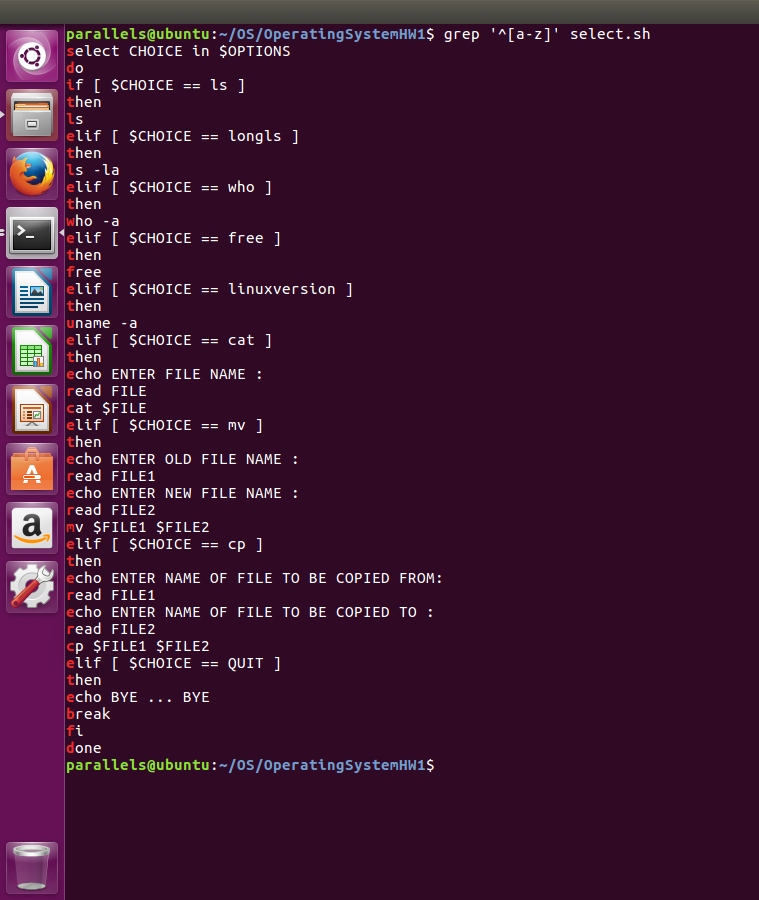 parallels@ubuntu:~/OS/OperatingSystemHW1$ grep '^[a-z]' select.sh
select CHOICE in $OPTIONS
do
if [ $CHOICE == ls ]
then
ls
elif [ $CHOICE == longls ]
then
ls -la
elif [ $CHOICE == who ]
then
who -a
elif [ $CHOICE == free ]
then
free
elif [ $CHOICE == linuxversion ]
then
uname -a
elif [ $CHOICE == cat ]
then
echo ENTER FILE NAME :
read FILE
cat $FILE
elif [ $CHOICE == mv ]
then
echo ENTER OLD FILE NAME :
read FILE1
echo ENTER NEW FILE NAME :
read FILE2
mv $FILE1 $FILE2
elif [ $CHOICE == cp ]
then
echo ENTER NAME OF FILE TO BE COPIED FROM:
read FILE1
echo ENTER NAME OF FILE TO BE COPIED TO :
read FILE2
cp $FILE1 $FILE2
elif [ $CHOICE == QUIT ]
then
echo BYE ... BYE
break
fi
done
parallels@ubuntu:~/OS/OperatingSystemHW1$